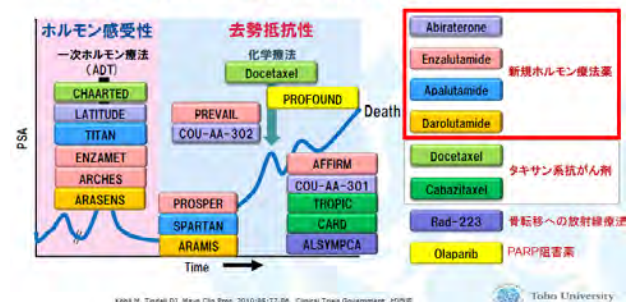 ホルモン感受性
去勢抵抗性
一次ホルモン療法
(ADT)
化学療法
Docetaxel
CHAARTED
LATITUDE
TITAN
ENZAMET
ARCHES
ARASENS
PROFOUND
PREVAIL
COU-AA-302
Death
PROSPER
SPARTAN
ARAMIS
AFFIRM
COU-AA-301
TROPIC
CARD
ALSYMPCA
PSA
Time
Abiraterone
Enzalutamide
Apalutamide
Darolutamide
新規ホルモン療法薬
Docetaxel
Cabazitaxel
タキサン系抗がん剤
Rad-223
骨転移への放射線療法
Olaparib
PARP阻害薬
Toho University